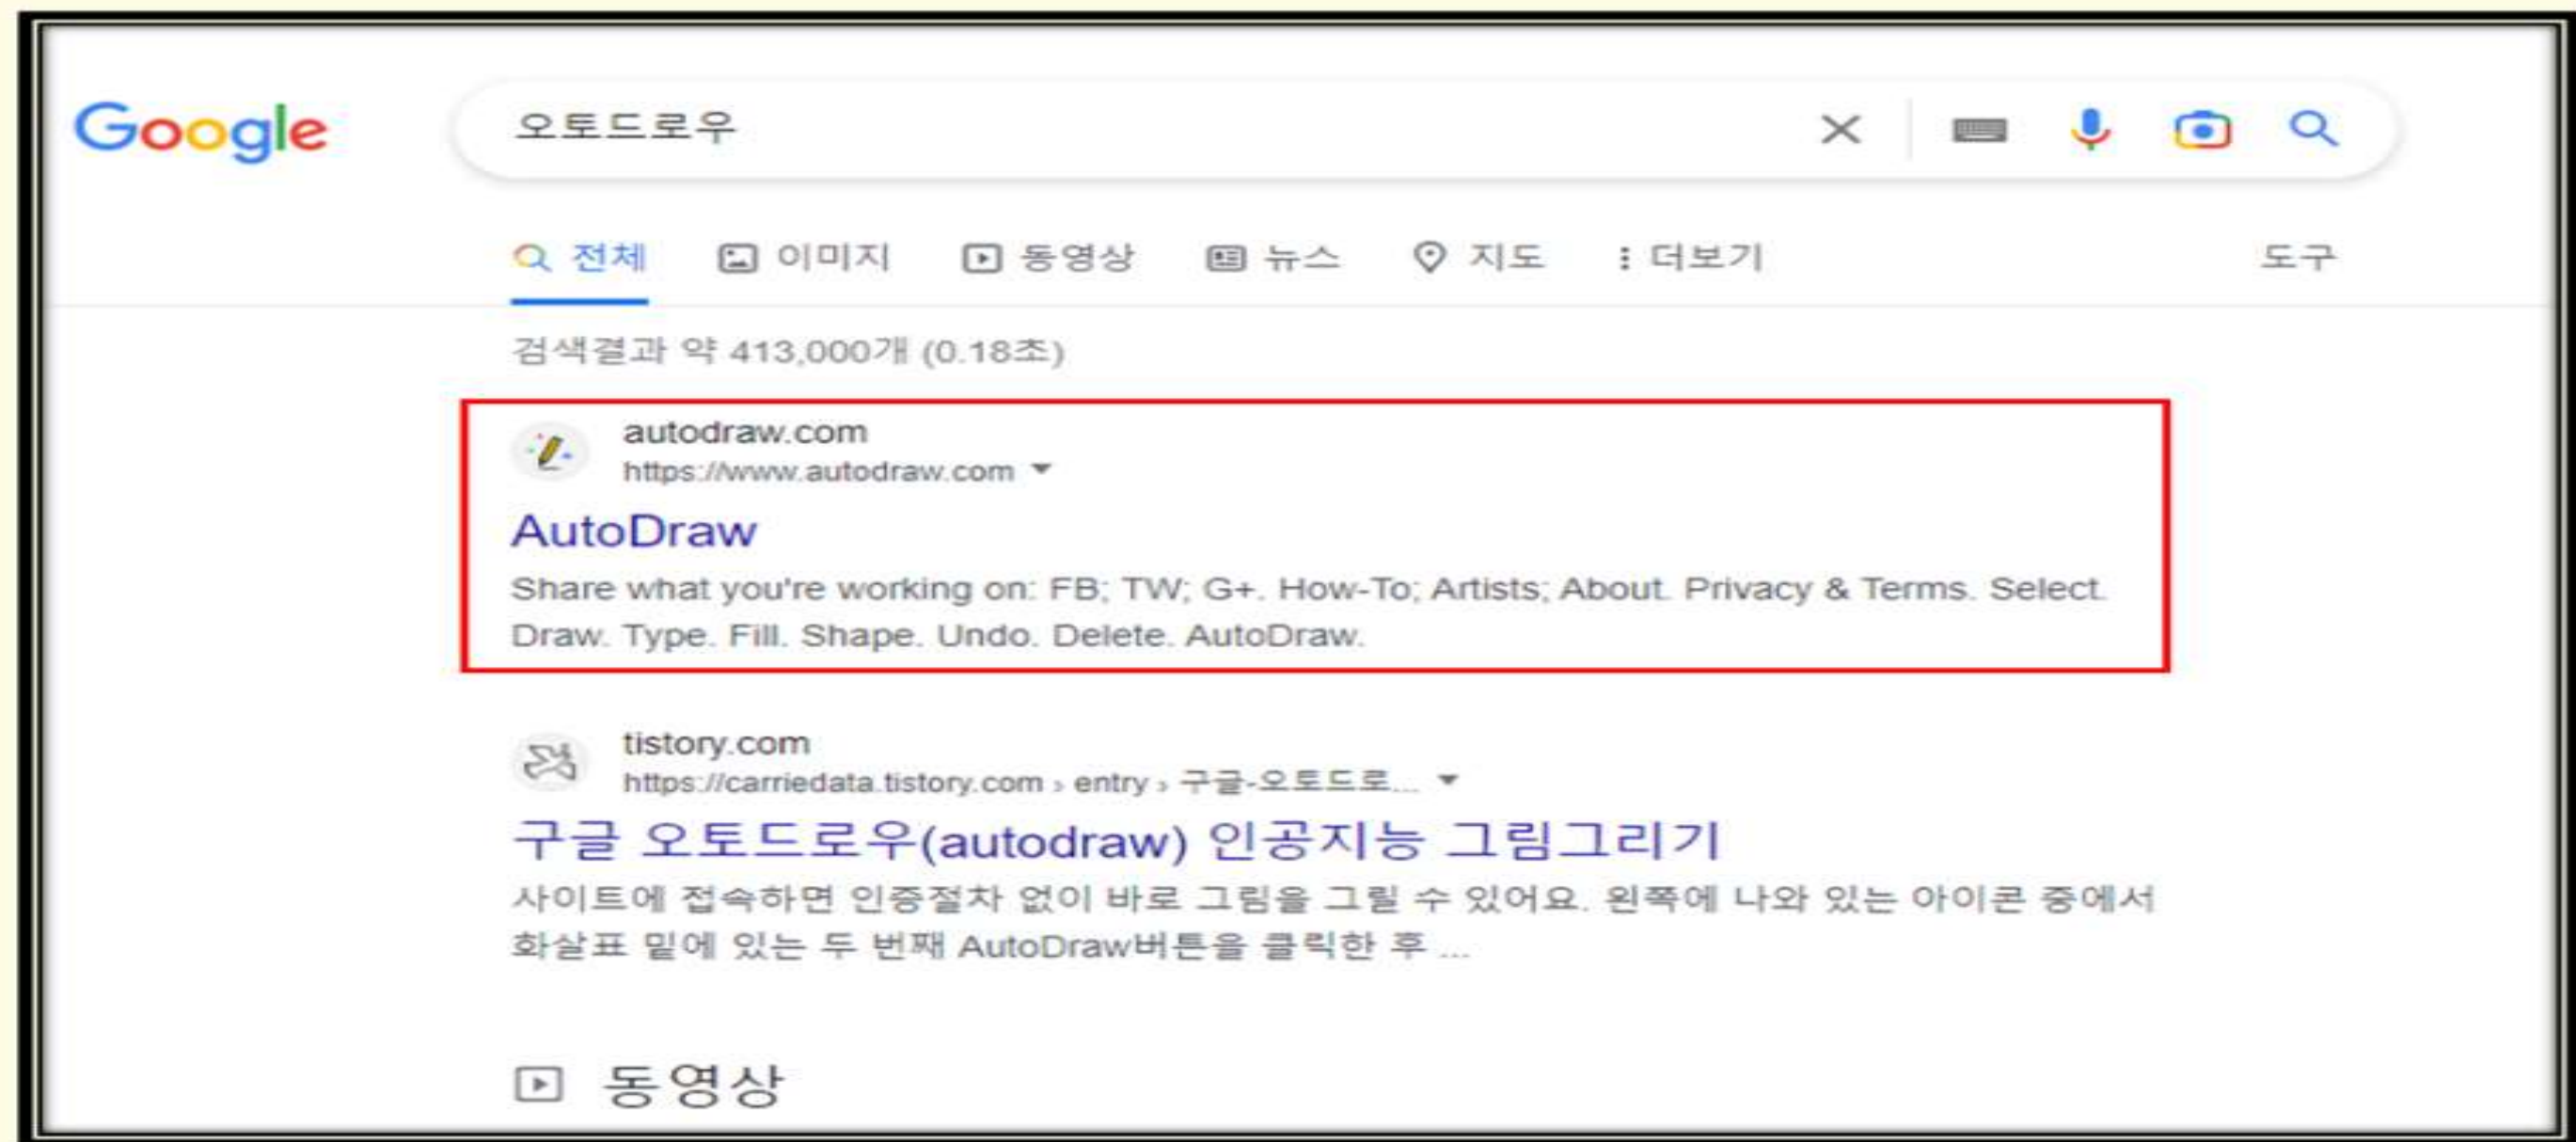 Google
오토드로우
전체 이미지 동영상 뉴스 지도 더보기 도구
검색결과 약 413,000개 (0.18초)
autodraw.com
https://www.autodraw.com
AutoDraw
Share what you're working on: FB; TW; G+. How-To; Artists; About. Privacy & Terms. Select.
Draw. Type. Fill. Shape. Undo. Delete. AutoDraw.
tistory.com
https://carriedata.tistory.com › entry › 구글-오토드로...
구글 오토드로우(autodraw) 인공지능 그림그리기
사이트에 접속하면 인증절차 없이 바로 그림을 그릴 수 있어요. 왼쪽에 나와 있는 아이콘 중에서
화살표 밑에 있는 두 번째 AutoDraw버튼을 클릭한 후 ...
동영상